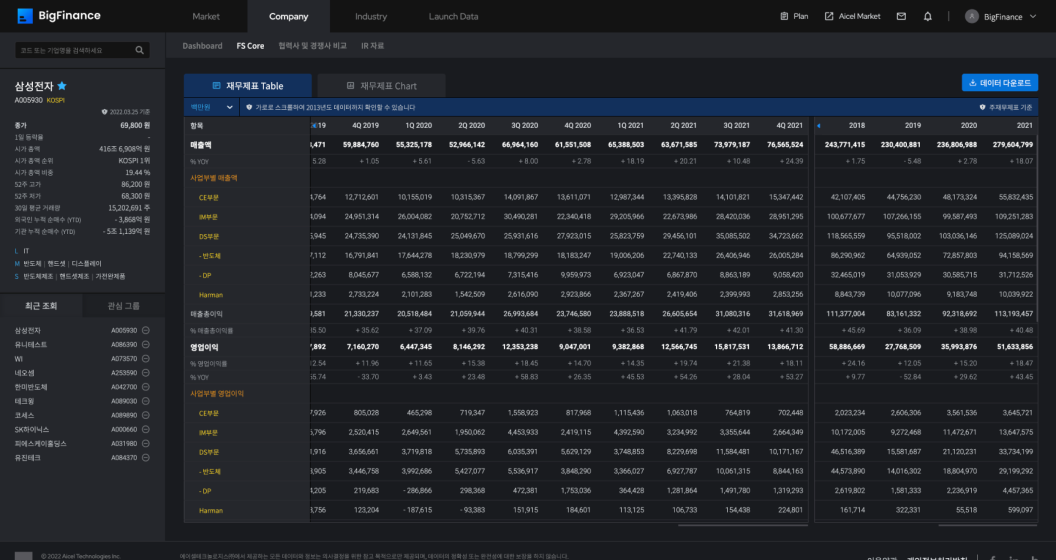 BigFinance
Market Company Industry Launch Data
Plan Aicel Market BigFinance
코드 또는 기업명을 검색하세요
Dashboard FS Core 협력사 및 경쟁사 비교 IR 자료
삼성전자
A005930 KOSPI
2022.03.25 기준
종가 69,800 원
1일 등락율 -
시가 총액 416조 6,908억 원
시가 총액 순위 KOSPI 1위
시가 총액 비중 19.44 %
52주 고가 86,200 원
52주 저가 68,300 원
30일 평균 거래량 15,202,691 주
외국인 누적 순매수 (YTD) - 3,868억 원
기관 누적 순매수 (YTD) - 5조 1,139억 원
L IT
M 반도체 | 핸드셋 | 디스플레이
S 반도체제조 | 핸드셋제조 | 가전완제품
최근 조회 관심 그룹
삼성전자 A005930
유니테스트 A086390
WI A073570
네오셈 A253590
한미반도체 A042700
테크윙 A089030
코세스 A089890
SK하이닉스 A000660
피에스케이홀딩스 A031980
유진테크 A084370
재무제표 Table 재무제표 Chart 데이터 다운로드
백만원 가로로 스크롤하여 2013년도 데이터까지 확인할 수 있습니다 주재무제표 기준
항목 19 4Q 2019 1Q 2020 2Q 2020 3Q 2020 4Q 2020 1Q 2021 2Q 2021 3Q 2021 4Q 2021 2018 2019 2020 2021
매출액 ,471 59,884,760 55,325,178 52,966,142 66,964,160 61,551,508 65,388,503 63,671,585 73,979,187 76,565,524 243,771,415 230,400,881 236,806,988 279,604,799
% YOY 5.28 + 1.05 + 5.61 - 5.63 + 8.00 + 2.78 + 18.19 + 20.21 + 10.48 + 24.39 + 1.75 - 5.48 + 2.78 + 18.07
사업부별 매출액
CE부문 ,764 12,712,601 10,155,019 10,315,367 14,091,867 13,611,071 12,987,344 13,395,828 14,101,821 15,347,442 42,107,405 44,756,230 48,173,324 55,832,435
IM부문 ,094 24,951,314 26,004,082 20,752,712 30,490,281 22,340,418 29,205,966 22,673,986 28,420,036 28,951,295 100,677,677 107,266,155 99,587,493 109,251,283
DS부문 ,945 24,735,390 24,131,845 25,049,670 25,931,616 27,923,015 25,823,759 29,456,101 35,085,502 34,723,662 118,565,559 95,518,002 103,036,146 125,089,024
- 반도체 7,112 16,791,841 17,644,278 18,230,979 18,799,299 18,183,247 19,006,206 22,740,133 26,406,946 26,005,284 86,290,962 64,939,052 72,857,803 94,158,569
- DP 2,263 8,045,677 6,588,132 6,722,194 7,315,416 9,959,973 6,923,047 6,867,870 8,863,189 9,058,420 32,465,019 31,053,929 30,585,715 31,712,526
Harman ,233 2,733,224 2,101,283 1,542,509 2,616,090 2,923,866 2,367,267 2,419,406 2,399,993 2,853,256 8,843,739 10,077,096 9,183,748 10,039,922
매출총이익 ,581 21,330,237 20,518,484 21,059,944 26,993,684 23,746,580 23,888,518 26,605,654 31,080,316 31,618,969 111,377,004 83,161,332 92,318,692 113,193,457
% 매출총이익률 15.50 + 35.62 + 37.09 + 39.76 + 40.31 + 38.58 + 36.53 + 41.79 + 42.01 + 41.30 + 45.69 + 36.09 + 38.98 + 40.48
영업이익 ,892 7,160,270 6,447,345 8,146,292 12,353,238 9,047,001 9,382,868 12,566,745 15,817,531 13,866,712 58,886,669 27,768,509 35,993,876 51,633,856
% 영업이익률 12.54 + 11.96 + 11.65 + 15.38 + 18.45 + 14.70 + 14.35 + 19.74 + 21.38 + 18.11 + 24.16 + 12.05 + 15.20 + 18.47
% YOY 55.74 - 33.70 + 3.43 + 23.48 + 58.83 + 26.35 + 45.53 + 54.26 + 28.04 + 53.27 + 9.77 - 52.84 + 29.62 + 43.45
사업부별 영업이익
CE부문 7,926 805,028 465,298 719,347 1,558,923 817,968 1,115,436 1,063,018 764,819 702,448 2,023,234 2,606,306 3,561,536 3,645,721
IM부문 ,796 2,520,415 2,649,561 1,950,062 4,453,933 2,419,115 4,392,590 3,234,992 3,355,644 2,664,349 10,172,005 9,272,468 11,472,671 13,647,575
DS부문 ,916 3,656,661 3,719,818 5,735,893 6,035,391 5,629,129 3,748,853 8,229,698 11,584,481 10,171,167 46,516,389 15,581,687 21,120,231 33,734,199
- 반도체 ,905 3,446,758 3,992,686 5,427,077 5,536,917 3,848,290 3,366,072 6,927,787 10,061,315 8,844,163 44,573,890 14,016,302 18,804,970 29,199,292
- DP ,205 219,683 - 286,866 298,368 472,381 1,753,036 364,428 1,281,864 1,491,780 1,319,293 2,619,802 1,581,333 2,236,919 4,457,365
Harman ,756 123,204 - 187,615 - 93,383 151,915 184,601 113,125 106,733 154,438 224,801 161,714 322,331 55,518 599,097
© 2022 Aicel Technologies Inc.